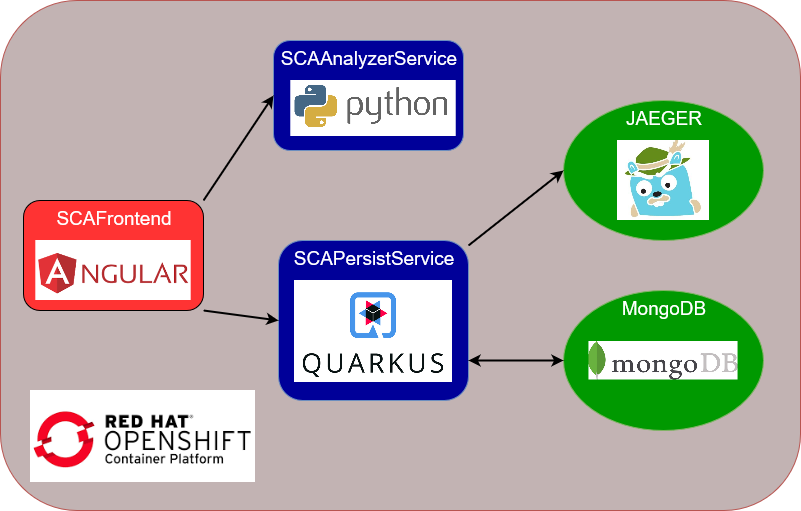 SCAAnalyzerService
python
JAEGER
SCAFrontend
ANGULAR
SCAPersistService
QUARKUS
MongoDB
mongoDB
RED HAT®
OPENSHIFT
Container Platform